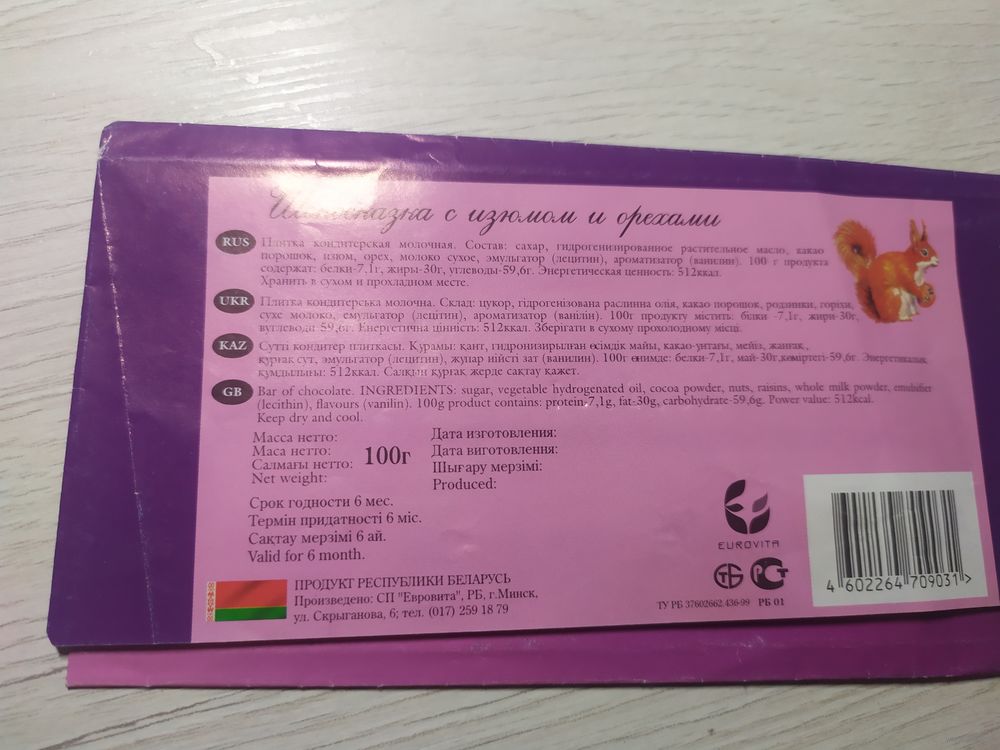 с изюмом и орехами
RUS Плитка кондитерская молочная. Состав: сахар, гидрогенизированное растительное масло, какао
порошок, изюм, орех, молоко сухое, эмульгатор (лецитин), ароматизатор (ванилин). 100 г продукта
содержат: белки-7,1г, жиры-30г, углеводы-59,6г. Энергетическая ценность: 512ккал.
Хранить в сухом и прохладном месте.
UKR Плитка кондитерська молочна. Склад: цукор, гідрогенізована рослинна олія, какао порошок, родзинки, горіхи,
сухе молоко, емульгатор (лецітин), ароматизатор (ванілін). 100г продукту містить: білки -7,1г, жири-30г,
вуглеводи-59,6г. Енергетична цінність: 512ккал. Зберігати в сухому прохолодному місці.
KAZ Сутті кондитер плиткасы. Курамы: қант, гидронизирылған өсімдік майы, какао-ұнтағы, мейіз, жанғақ,
құрғақ сүт, эмульгатор (лецитин), жупар ийісті зат (ванилин). 100г өнімде: белки-7,1г, май-30г,көміртегі-59,6г. Энергетикалық
құмдылығы: 512ккал. Салқын құрғақ жерде сақтау кажет.
GB Bar of chocolate. INGREDIENTS: sugar, vegetable hydrogenated oil, cocoa powder, nuts, raisins, whole milk powder, emulsifier
(lecithin), flavours (vanilin). 100g product contains: protein-7,1g, fat-30g, carbohydrate-59,6g. Power value: 512kcal.
Keep dry and cool.
Масса нетто:
Маса нетто:
Салмағы нетто:
Net weight:
100г
Дата изготовления:
Дата виготовлення:
Шығару мерзімі:
Produced:
Срок годности 6 мес.
Термін придатності 6 міс.
Сақтау мерзімі 6 ай.
Valid for 6 month.
EUROVITA
ПРОДУКТ РЕСПУБЛИКИ БЕЛАРУСЬ
Произведено: СП "Евровита", РБ, г.Минск,
ул. Скрыганова, 6; тел. (017) 259 18 79
ТУ РБ 37602662.436-99 РБ 01
4 602264 709031 >